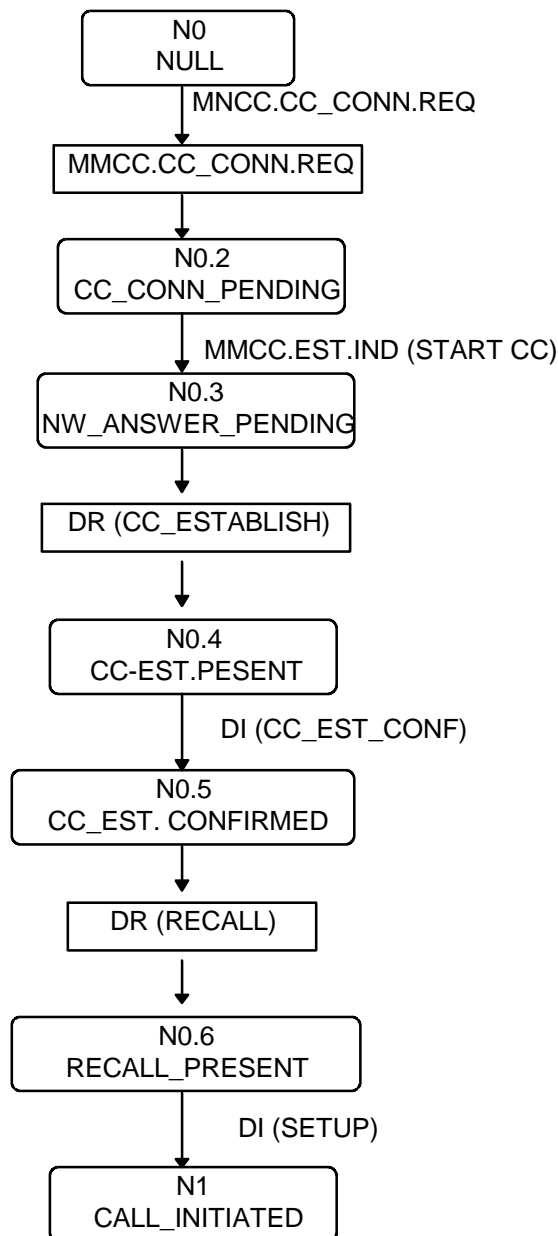 N0
NULL
MNCC.CC_CONN.REQ
MMCC.CC_CONN.REQ
N0.2
CC_CONN_PENDING
MMCC.EST.IND (START CC)
N0.3
NW_ANSWER_PENDING
DR (CC_ESTABLISH)
N0.4
CC-EST.PESENT
DI (CC_EST_CONF)
N0.5
CC_EST. CONFIRMED
DR (RECALL)
N0.6
RECALL_PRESENT
DI (SETUP)
N1
CALL_INITIATED